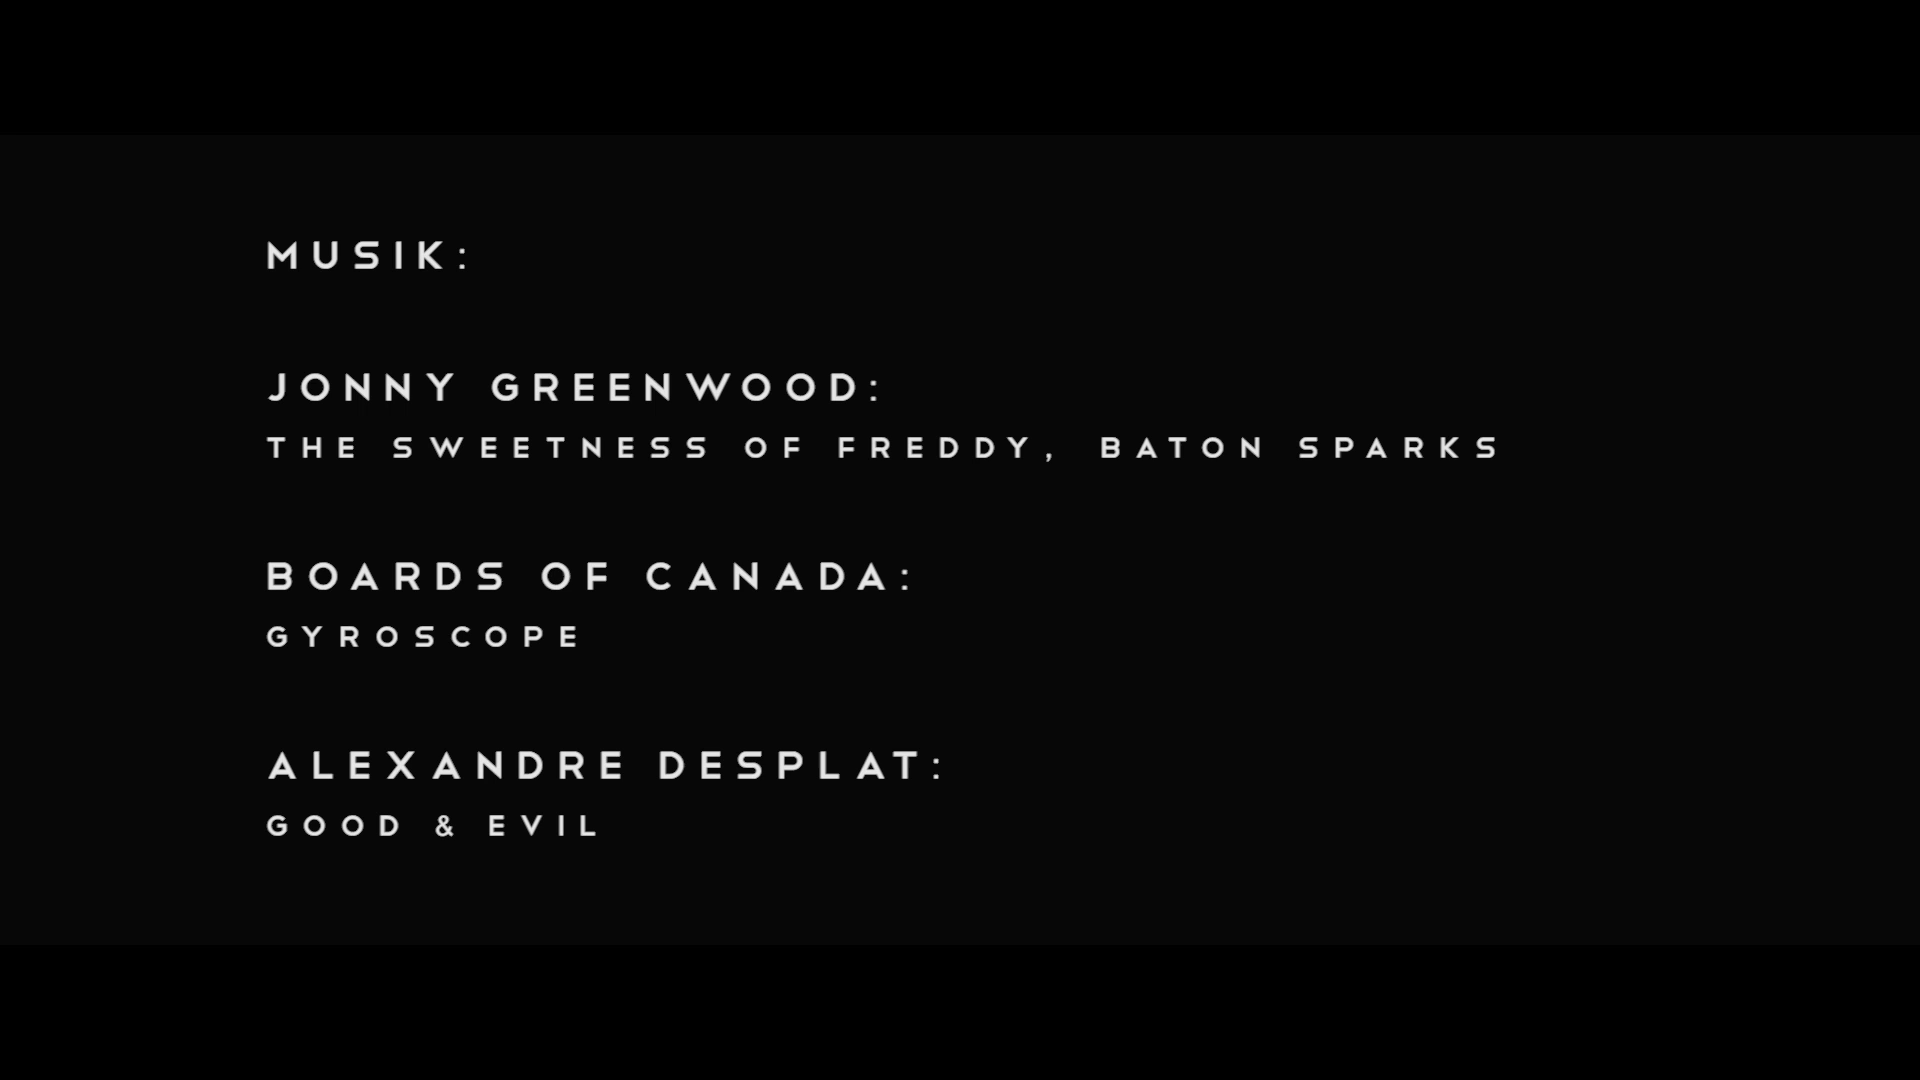 MUSIK:
JONNY GREENWOOD:
THE SWEETNESS OF FREDDY, BATON SPARKS
BOARDS OF CANADA:
GYROSCOPE
ALEXANDRE DESPLAT:
GOOD & EVIL